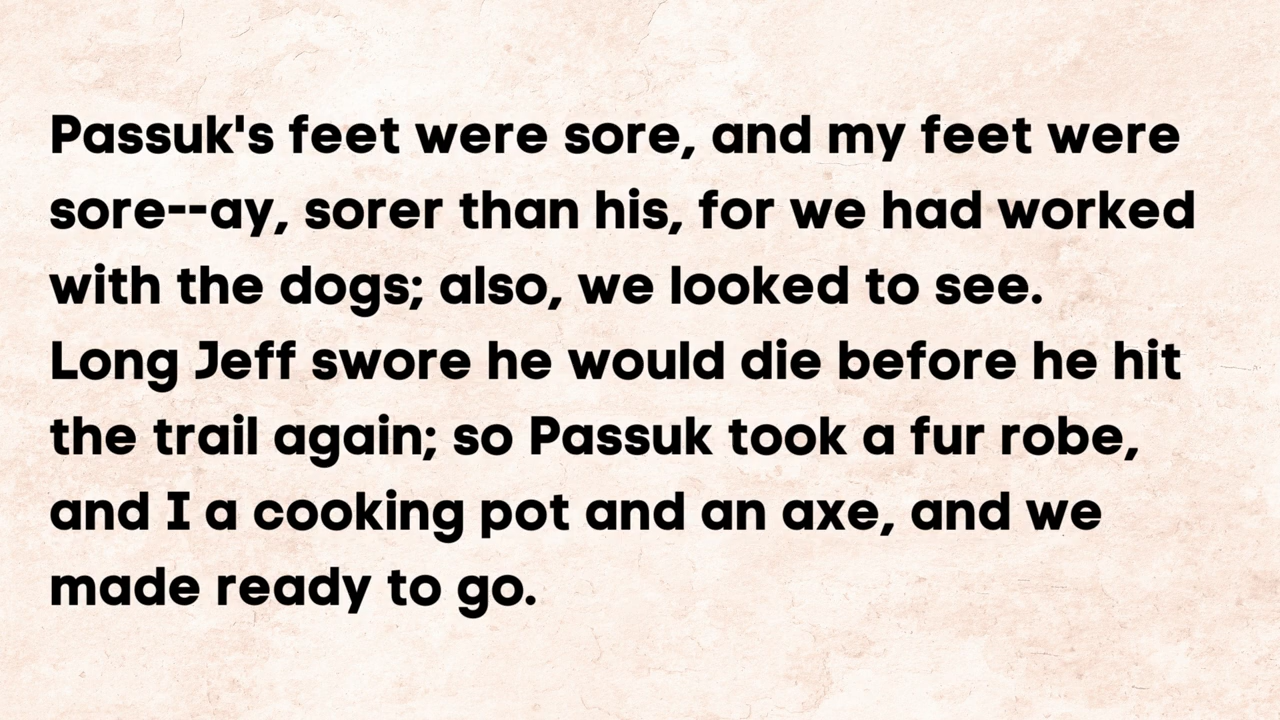 Passuk's feet were sore, and my feet were
sore--ay, sorer than his, for we had worked
with the dogs; also, we looked to see.
Long Jeff swore he would die before he hit
the trail again; so Passuk took a fur robe,
and I a cooking pot and an axe, and we
made ready to go.